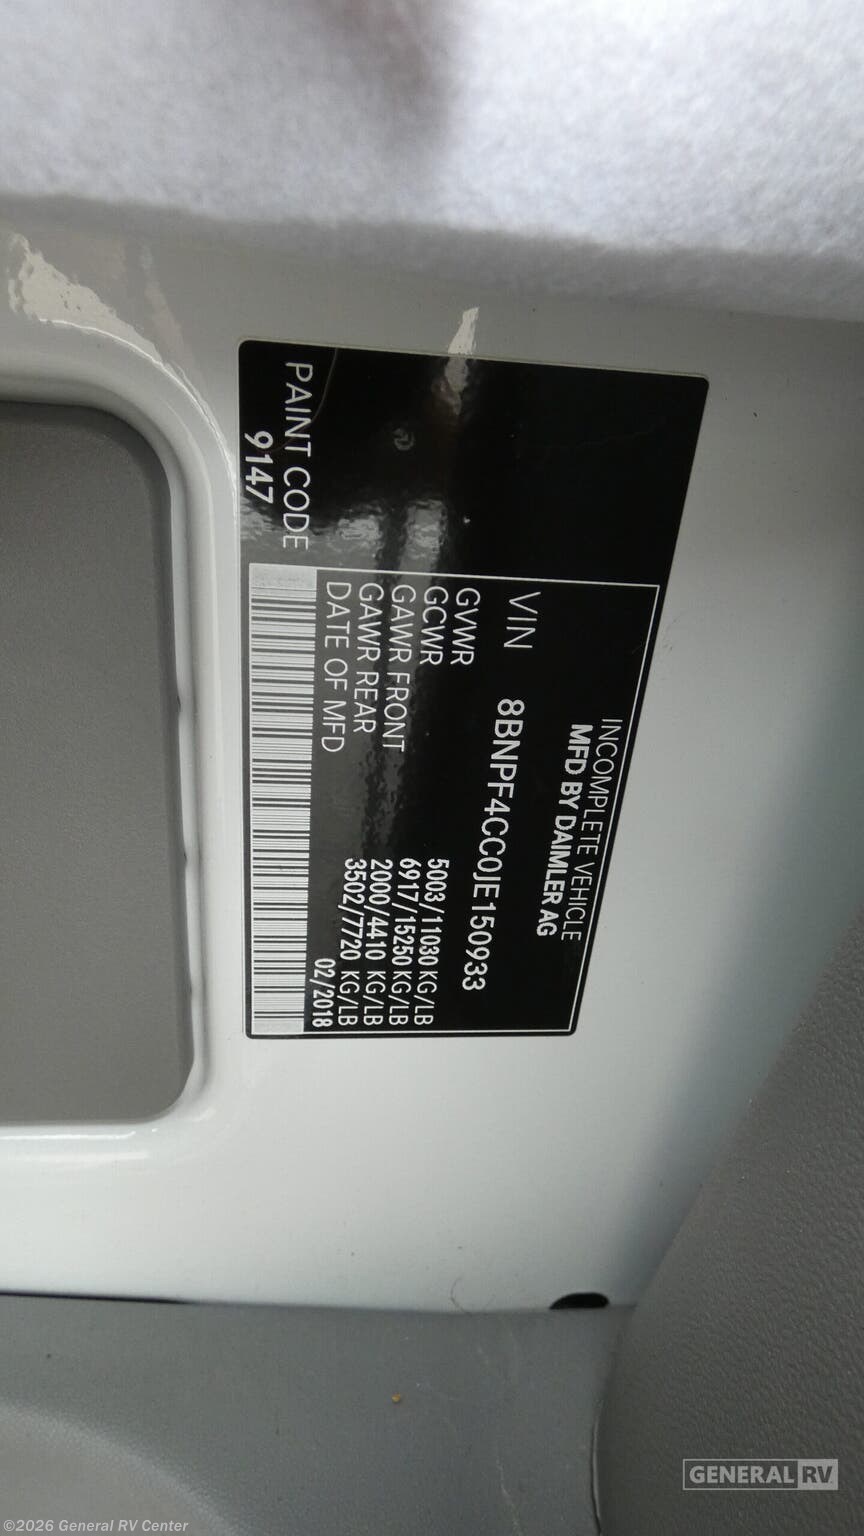 INCOMPLETE VEHICLE
MFD BY DAIMLER AG
VIN 8BNPF4CC0JE150933
GVWR 5003/11030 KG/LB
GCWR 6917/15250 KG/LB
GAWR FRONT 2000/4410 KG/LB
GAWR REAR 3502/7720 KG/LB
DATE OF MFD 02/2018
PAINT CODE
9147
GENERAL RV
©2026 General RV Center